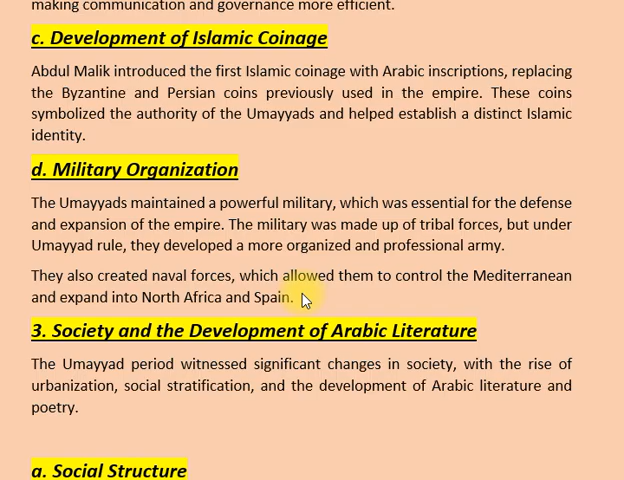 making communication and governance more efficient.
c. Development of Islamic Coinage
Abdul Malik introduced the first Islamic coinage with Arabic inscriptions, replacing
the Byzantine and Persian coins previously used in the empire. These coins
symbolized the authority of the Umayyads and helped establish a distinct Islamic
identity.
d. Military Organization
The Umayyads maintained a powerful military, which was essential for the defense
and expansion of the empire. The military was made up of tribal forces, but under
Umayyad rule, they developed a more organized and professional army.
They also created naval forces, which allowed them to control the Mediterranean
and expand into North Africa and Spain.
3. Society and the Development of Arabic Literature
The Umayyad period witnessed significant changes in society, with the rise of
urbanization, social stratification, and the development of Arabic literature and
poetry.
a. Social Structure